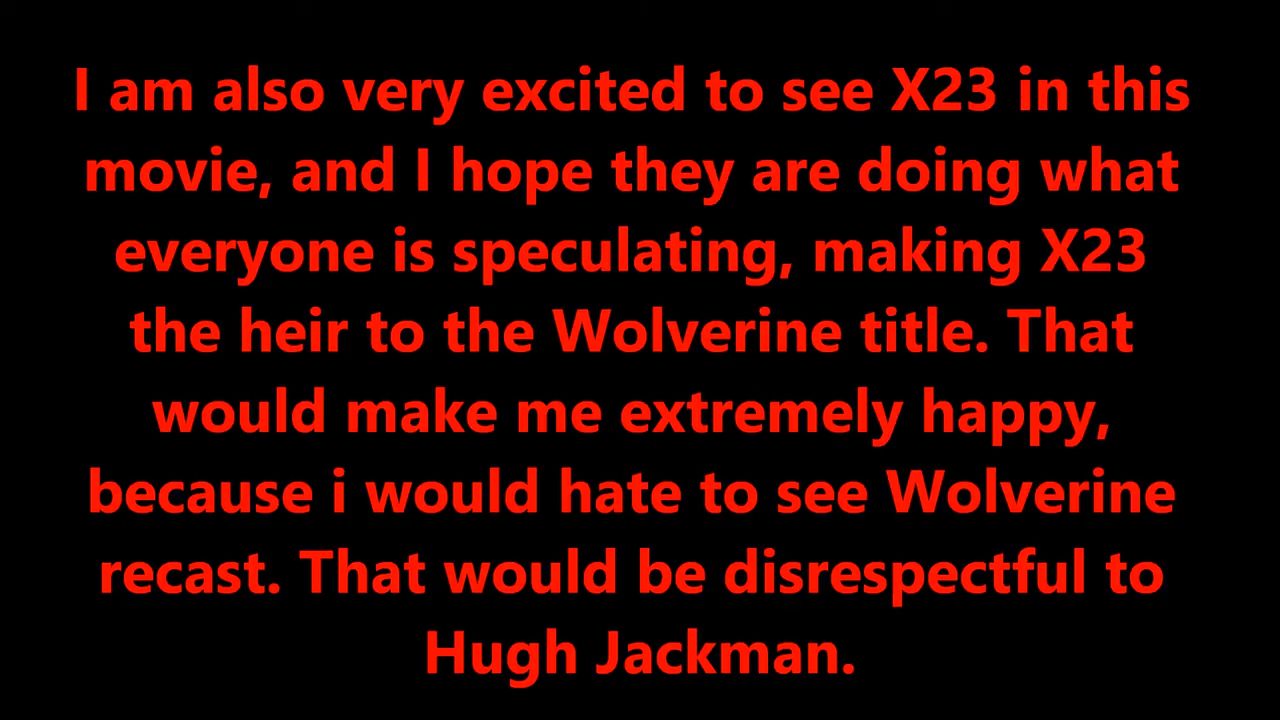 I am also very excited to see X23 in this
movie, and I hope they are doing what
everyone is speculating, making X23
the heir to the Wolverine title. That
would make me extremely happy,
because i would hate to see Wolverine
recast. That would be disrespectful to
Hugh Jackman.